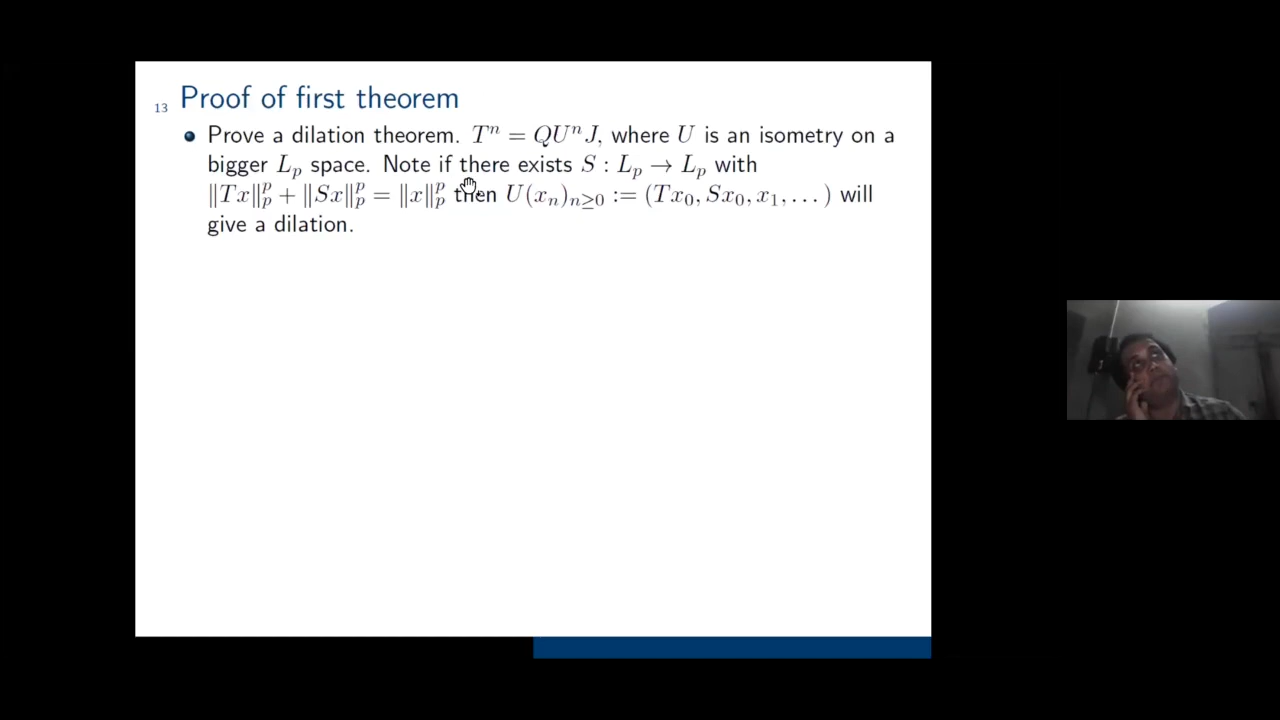 13 Proof of first theorem
Prove a dilation theorem. $T^n = QU^nJ$, where $U$ is an isometry on a
bigger $L_p$ space. Note if there exists $S : L_p \to L_p$ with
$\|Tx\|_p^p + \|Sx\|_p^p = \|x\|_p^p$ then $U(x_n)_{n \geq 0} := (Tx_0, Sx_0, x_1, \dots)$ will
give a dilation.